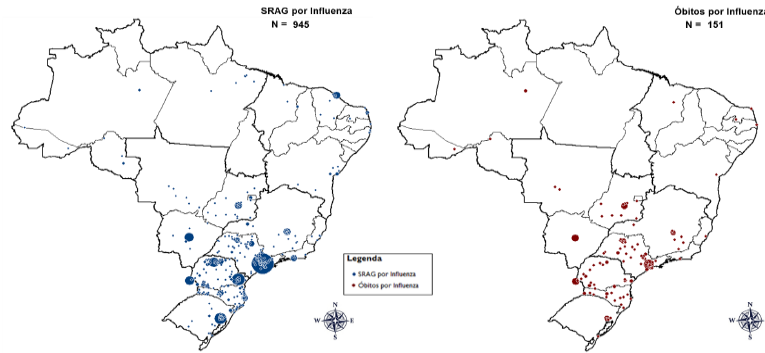 SRAG por Influenza
N = 945
Óbitos por Influenza
N = 151
Legenda
SRAG por Influenza
Óbitos por Influenza
N
W E
S
N
W
S